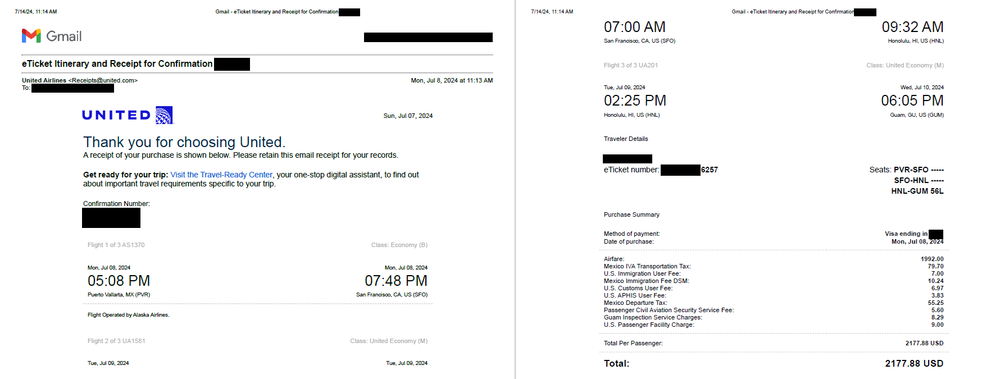 7/14/24, 11:14 AM
Gmail - eTicket Itinerary and Receipt for Confirmation
Gmail
eTicket Itinerary and Receipt for Confirmation
United Airlines <Receipts@united.com>
Mon, Jul 8, 2024 at 11:13 AM
To:
UNITED
Sun, Jul 07, 2024
Thank you for choosing United.
A receipt of your purchase is shown below. Please retain this email receipt for your records.
Get ready for your trip: Visit the Travel-Ready Center, your one-stop digital assistant, to find out
about important travel requirements specific to your trip.
Confirmation Number:
Flight 1 of 3 AS1370
Class: Economy (B)
Mon, Jul 08, 2024
Mon, Jul 08, 2024
05:08 PM
07:48 PM
Puerto Vallarta, MX (PVR)
San Francisco, CA, US (SFO)
Flight Operated by Alaska Airlines.
Flight 2 of 3 UA1581
Class: United Economy (M)
Tue, Jul 09, 2024
Tue, Jul 09, 2024
7/14/24, 11:14 AM
Gmail - eTicket Itinerary and Receipt for Confirmation
07:00 AM
09:32 AM
San Francisco, CA, US (SFO)
Honolulu, HI, US (HNL)
Flight 3 of 3 UA201
Class: United Economy (M)
Tue, Jul 09, 2024
Wed, Jul 10, 2024
02:25 PM
06:05 PM
Honolulu, HI, US (HNL)
Guam, GU, US (GUM)
Traveler Details
eTicket number: 6257
Seats: PVR-SFO -----
SFO-HNL -----
HNL-GUM 56L
Purchase Summary
Method of payment:
Visa ending in
Date of purchase:
Mon, Jul 08, 2024
Airfare: 1992.00
Mexico IVA Transportation Tax: 79.70
U.S. Immigration User Fee: 7.00
Mexico Immigration Fee DSM: 10.24
U.S. Customs User Fee: 6.97
U.S. APHIS User Fee: 3.83
Mexico Departure Tax: 55.25
Passenger Civil Aviation Security Service Fee: 5.60
Guam Inspection Service Charges: 8.29
U.S. Passenger Facility Charge: 9.00
Total Per Passenger: 2177.88 USD
Total: 2177.88 USD